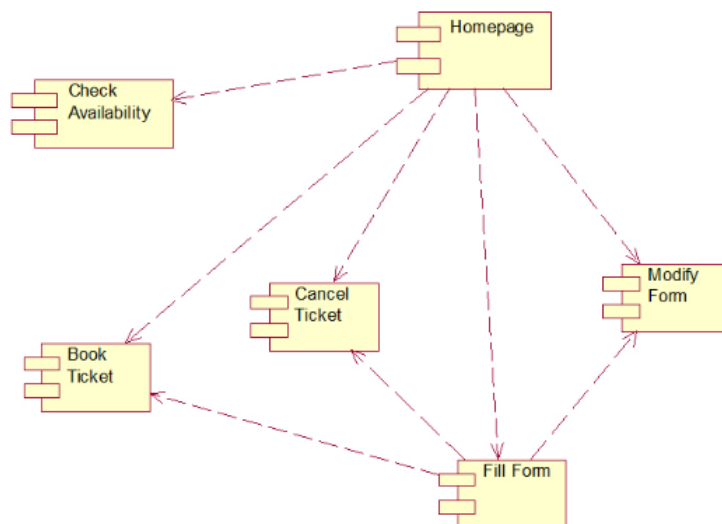 Homepage
Check
Availability
Modify
Form
Cancel
Ticket
Book
Ticket
Fill Form